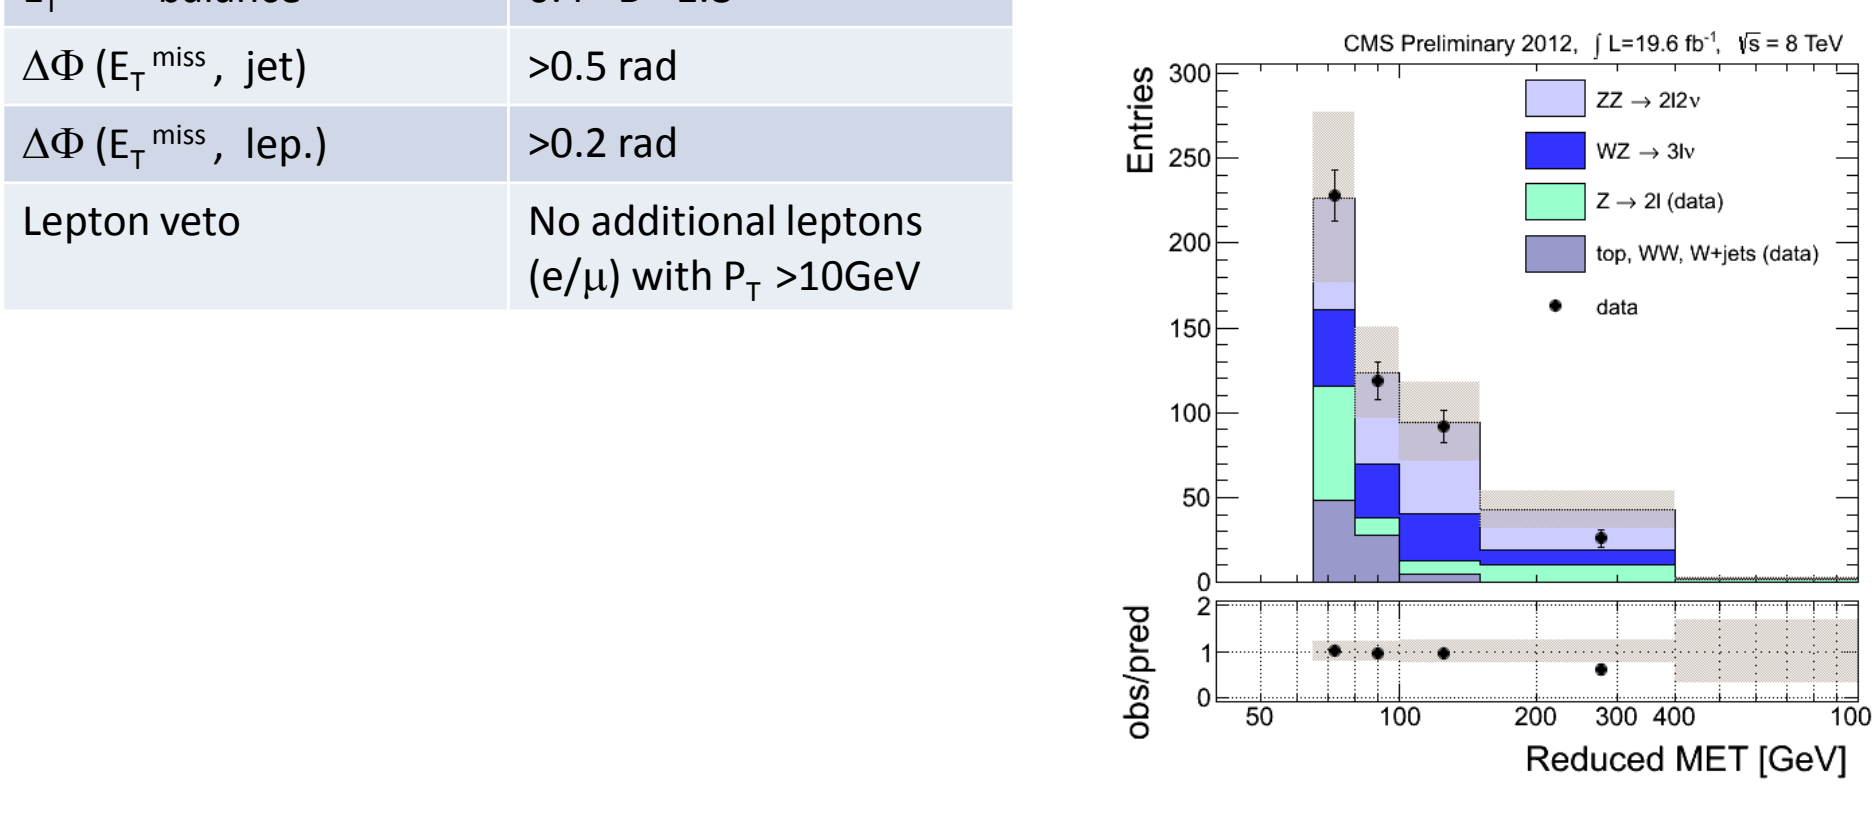 ΔΦ (E_T^miss, jet) >0.5 rad
ΔΦ (E_T^miss, lep.) >0.2 rad
Lepton veto No additional leptons
(e/μ) with P_T >10GeV
CMS Preliminary 2012, ∫ L=19.6 fb⁻¹, √s = 8 TeV
Entries
300
250
200
150
100
50
0
ZZ → 2l2ν
WZ → 3lν
Z → 2l (data)
top, WW, W+jets (data)
data
obs/pred
2
1
0
50 100 200 300 400 100
Reduced MET [GeV]